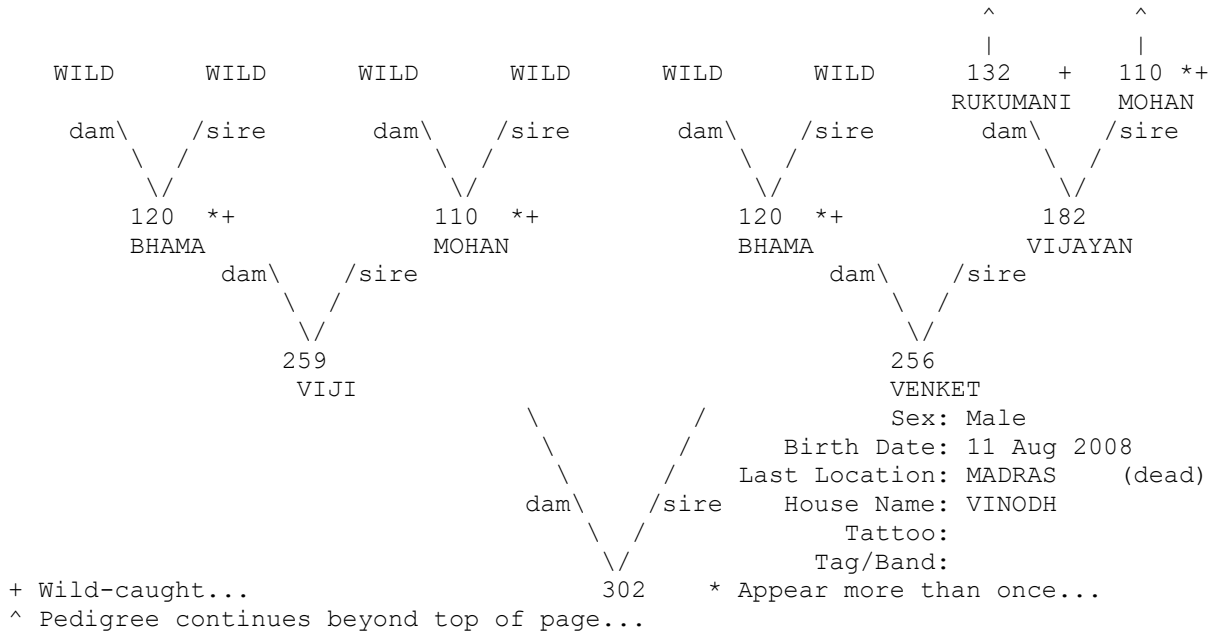 ^ ^
| |
WILD WILD WILD WILD WILD WILD 132 + 110 *+
RUKUMANI MOHAN
dam\ /sire dam\ /sire dam\ /sire dam\ /sire
\ / \ / \ / \ /
\/ \/ \/ \/
120 *+ 110 *+ 120 *+ 182
BHAMA MOHAN BHAMA VIJAYAN
dam\ /sire dam\ /sire
\ / \ /
\/ \/
259 256
VIJI VENKET
\ / Sex: Male
\ / Birth Date: 11 Aug 2008
\ / Last Location: MADRAS (dead)
dam\ /sire House Name: VINODH
\ / Tattoo:
\/ Tag/Band:
+ Wild-caught... 302 * Appear more than once...
^ Pedigree continues beyond top of page...